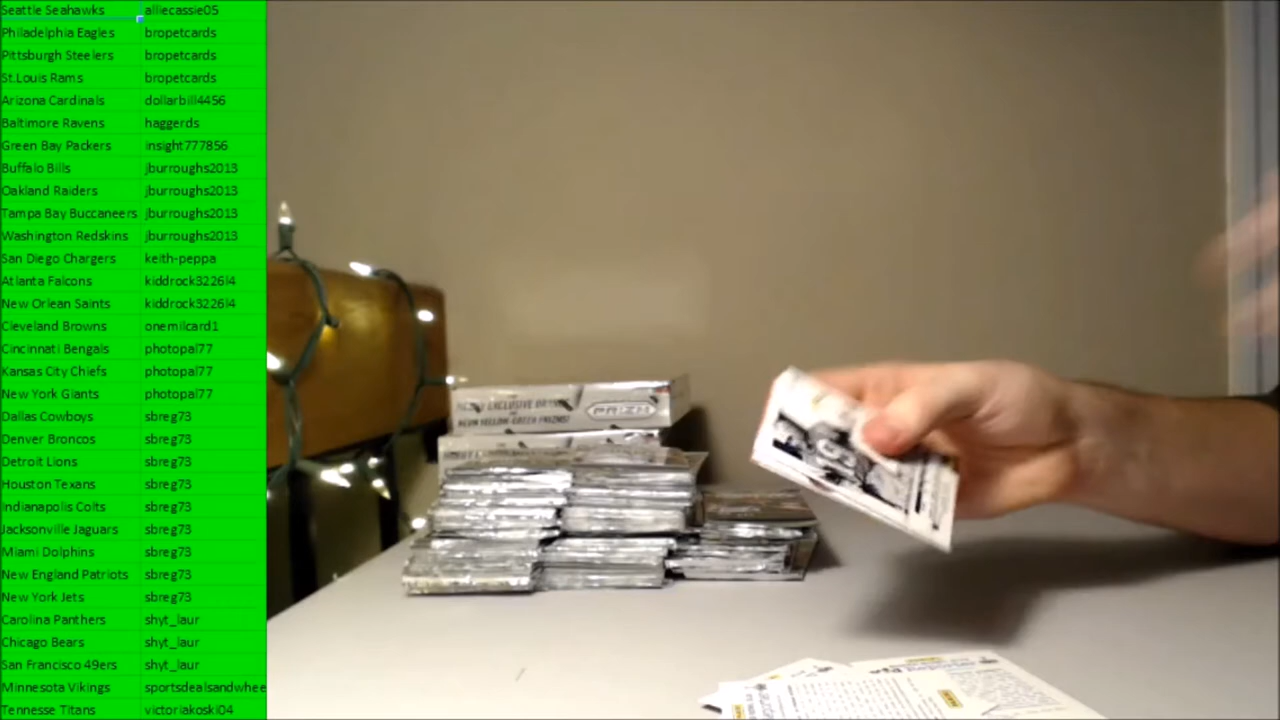 Seattle Seahawks alliecassie05
Philadelphia Eagles bropetcards
Pittsburgh Steelers bropetcards
St.Louis Rams bropetcards
Arizona Cardinals dollarbill4456
Baltimore Ravens haggerds
Green Bay Packers insight777856
Buffalo Bills jburroughs2013
Oakland Raiders jburroughs2013
Tampa Bay Buccaneers jburroughs2013
Washington Redskins jburroughs2013
San Diego Chargers keith-peppa
Atlanta Falcons kiddrock3226l4
New Orlean Saints kiddrock3226l4
Cleveland Browns onemilcard1
Cincinnati Bengals photopal77
Kansas City Chiefs photopal77
New York Giants photopal77
Dallas Cowboys sbreg73
Denver Broncos sbreg73
Detroit Lions sbreg73
Houston Texans sbreg73
Indianapolis Colts sbreg73
Jacksonville Jaguars sbreg73
Miami Dolphins sbreg73
New England Patriots sbreg73
New York Jets sbreg73
Carolina Panthers shyt_laur
Chicago Bears shyt_laur
San Francisco 49ers shyt_laur
Minnesota Vikings sportsdealsandwhee
Tennesse Titans victoriakoski04
PRIZM